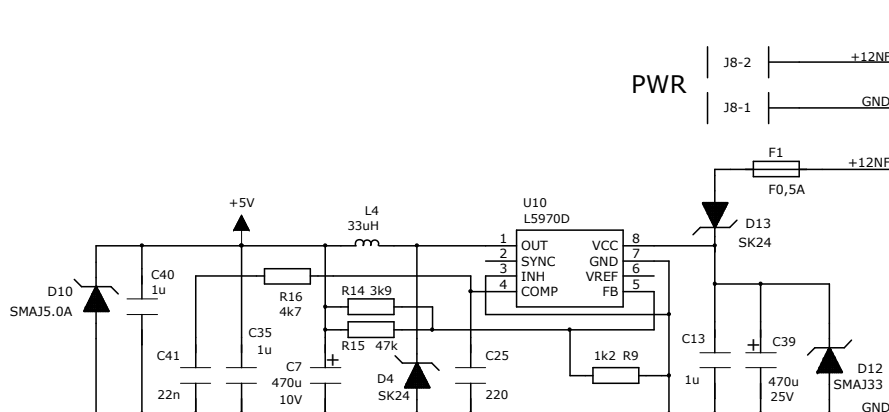 J8-2
+12NF
PWR
J8-1
GND
F1
+12NF
F0,5A
+5V
L4
33uH
U10
L5970D
D13
SK24
1 OUT VCC 8
2 SYNC GND 7
3 INH VREF 6
4 COMP FB 5
D10
SMAJ5.0A
C40
1u
R16
4k7
R14 3k9
R15 47k
C41
22n
C35
1u
C7
470u
10V
D4
SK24
C25
220
1k2 R9
C13
1u
C39
470u
25V
D12
SMAJ33
GND